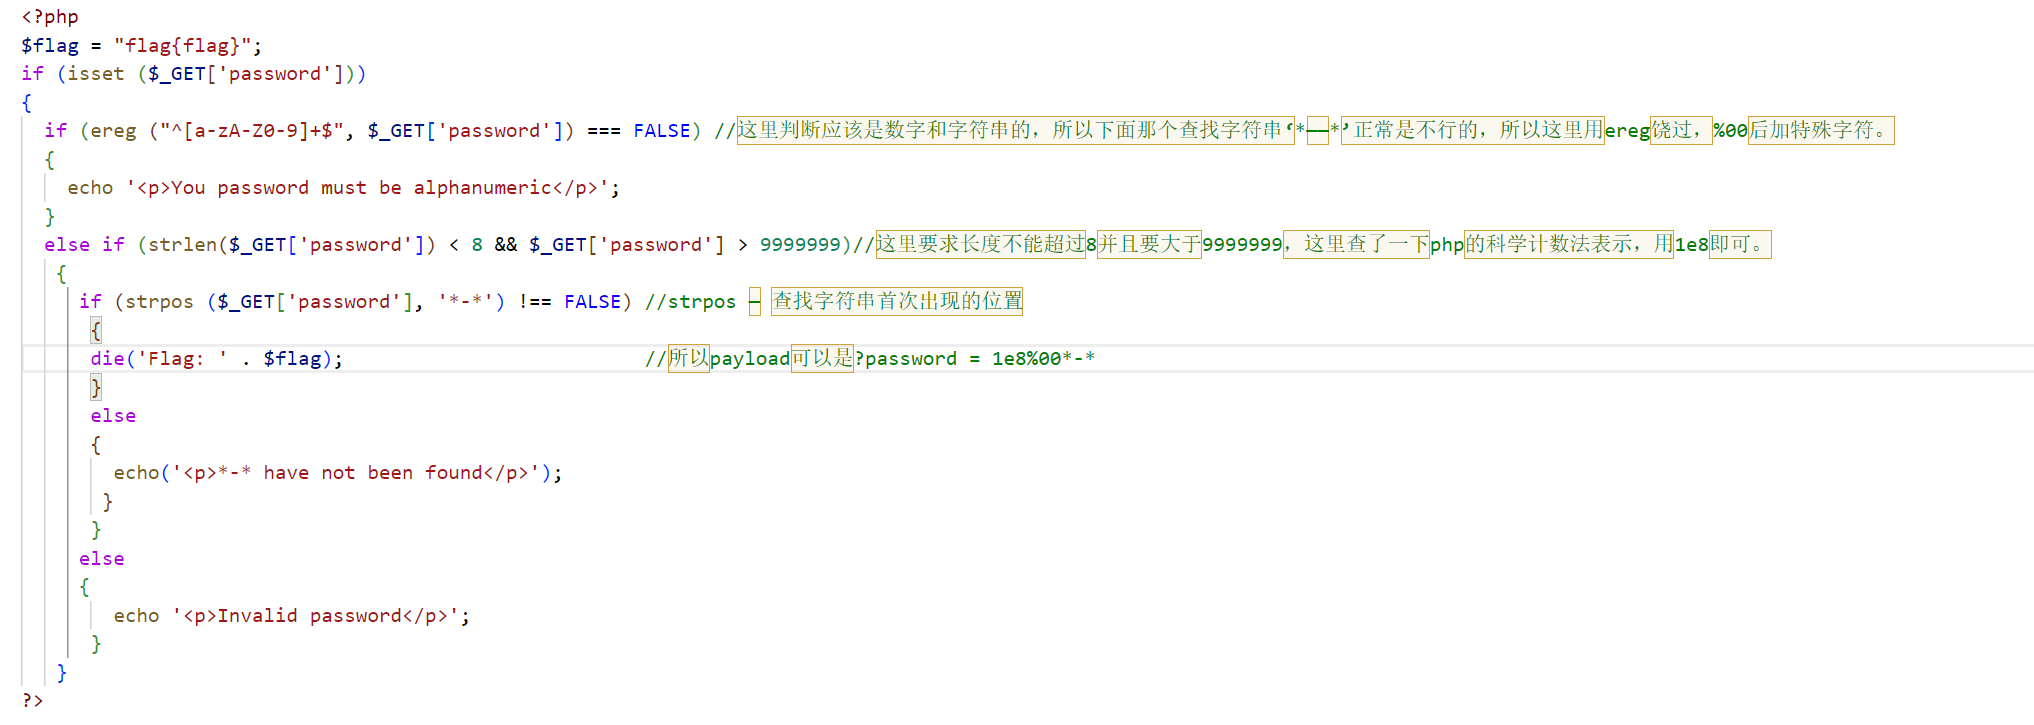 <?php
$flag = "flag{flag}";
if (isset ($_GET['password']))
{
if (ereg ("^[a-zA-Z0-9]+$", $_GET['password']) === FALSE) //这里判断应该是数字和字符串的，所以下面那个查找字符串‘*——*’正常是不行的，所以这里用ereg饶过，%00后加特殊字符。
{
echo '<p>You password must be alphanumeric</p>';
}
else if (strlen($_GET['password']) < 8 && $_GET['password'] > 9999999)//这里要求长度不能超过8并且要大于9999999，这里查了一下php的科学计数法表示，用1e8即可。
{
if (strpos ($_GET['password'], '*-*') !== FALSE) //strpos — 查找字符串首次出现的位置
{
die('Flag: ' . $flag); //所以payload可以是?password = 1e8%00*-*
}
else
{
echo('<p>*-* have not been found</p>');
}
}
else
{
echo '<p>Invalid password</p>';
}
}
?>